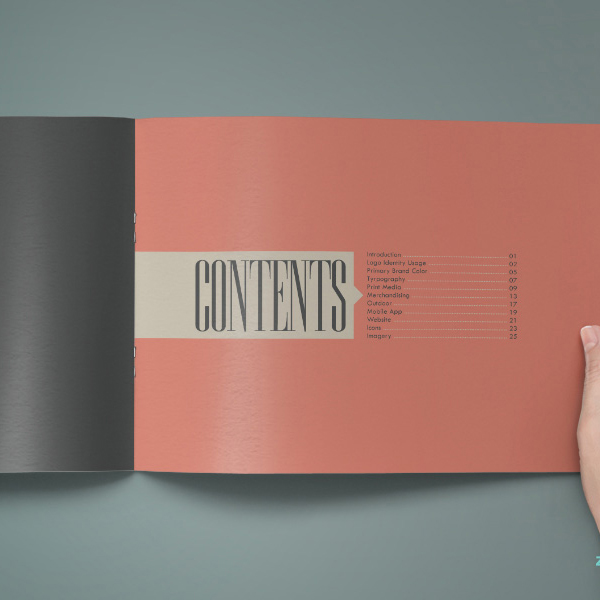 CONTENTS
Introduction 01
Logo Identity Usage 02
Primary Brand Color 05
Typography 07
Print Media 09
Merchandising 13
Outdoor 17
Mobile App 19
Website 21
Icons 23
Imagery 25